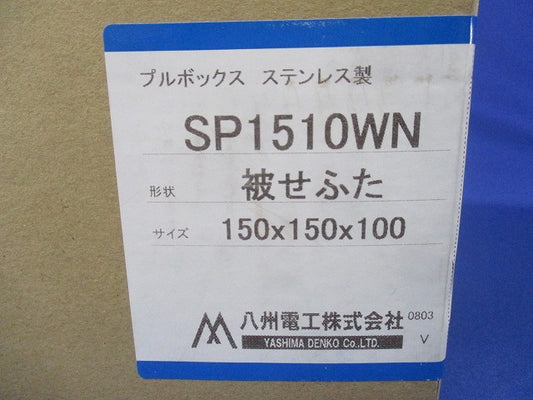 プルボックス ステンレス製
SP1510WN
形状 被せふた
サイズ 150x150x100
八州電工株式会社 0803
YASHIMA DENKO Co.,LTD. V